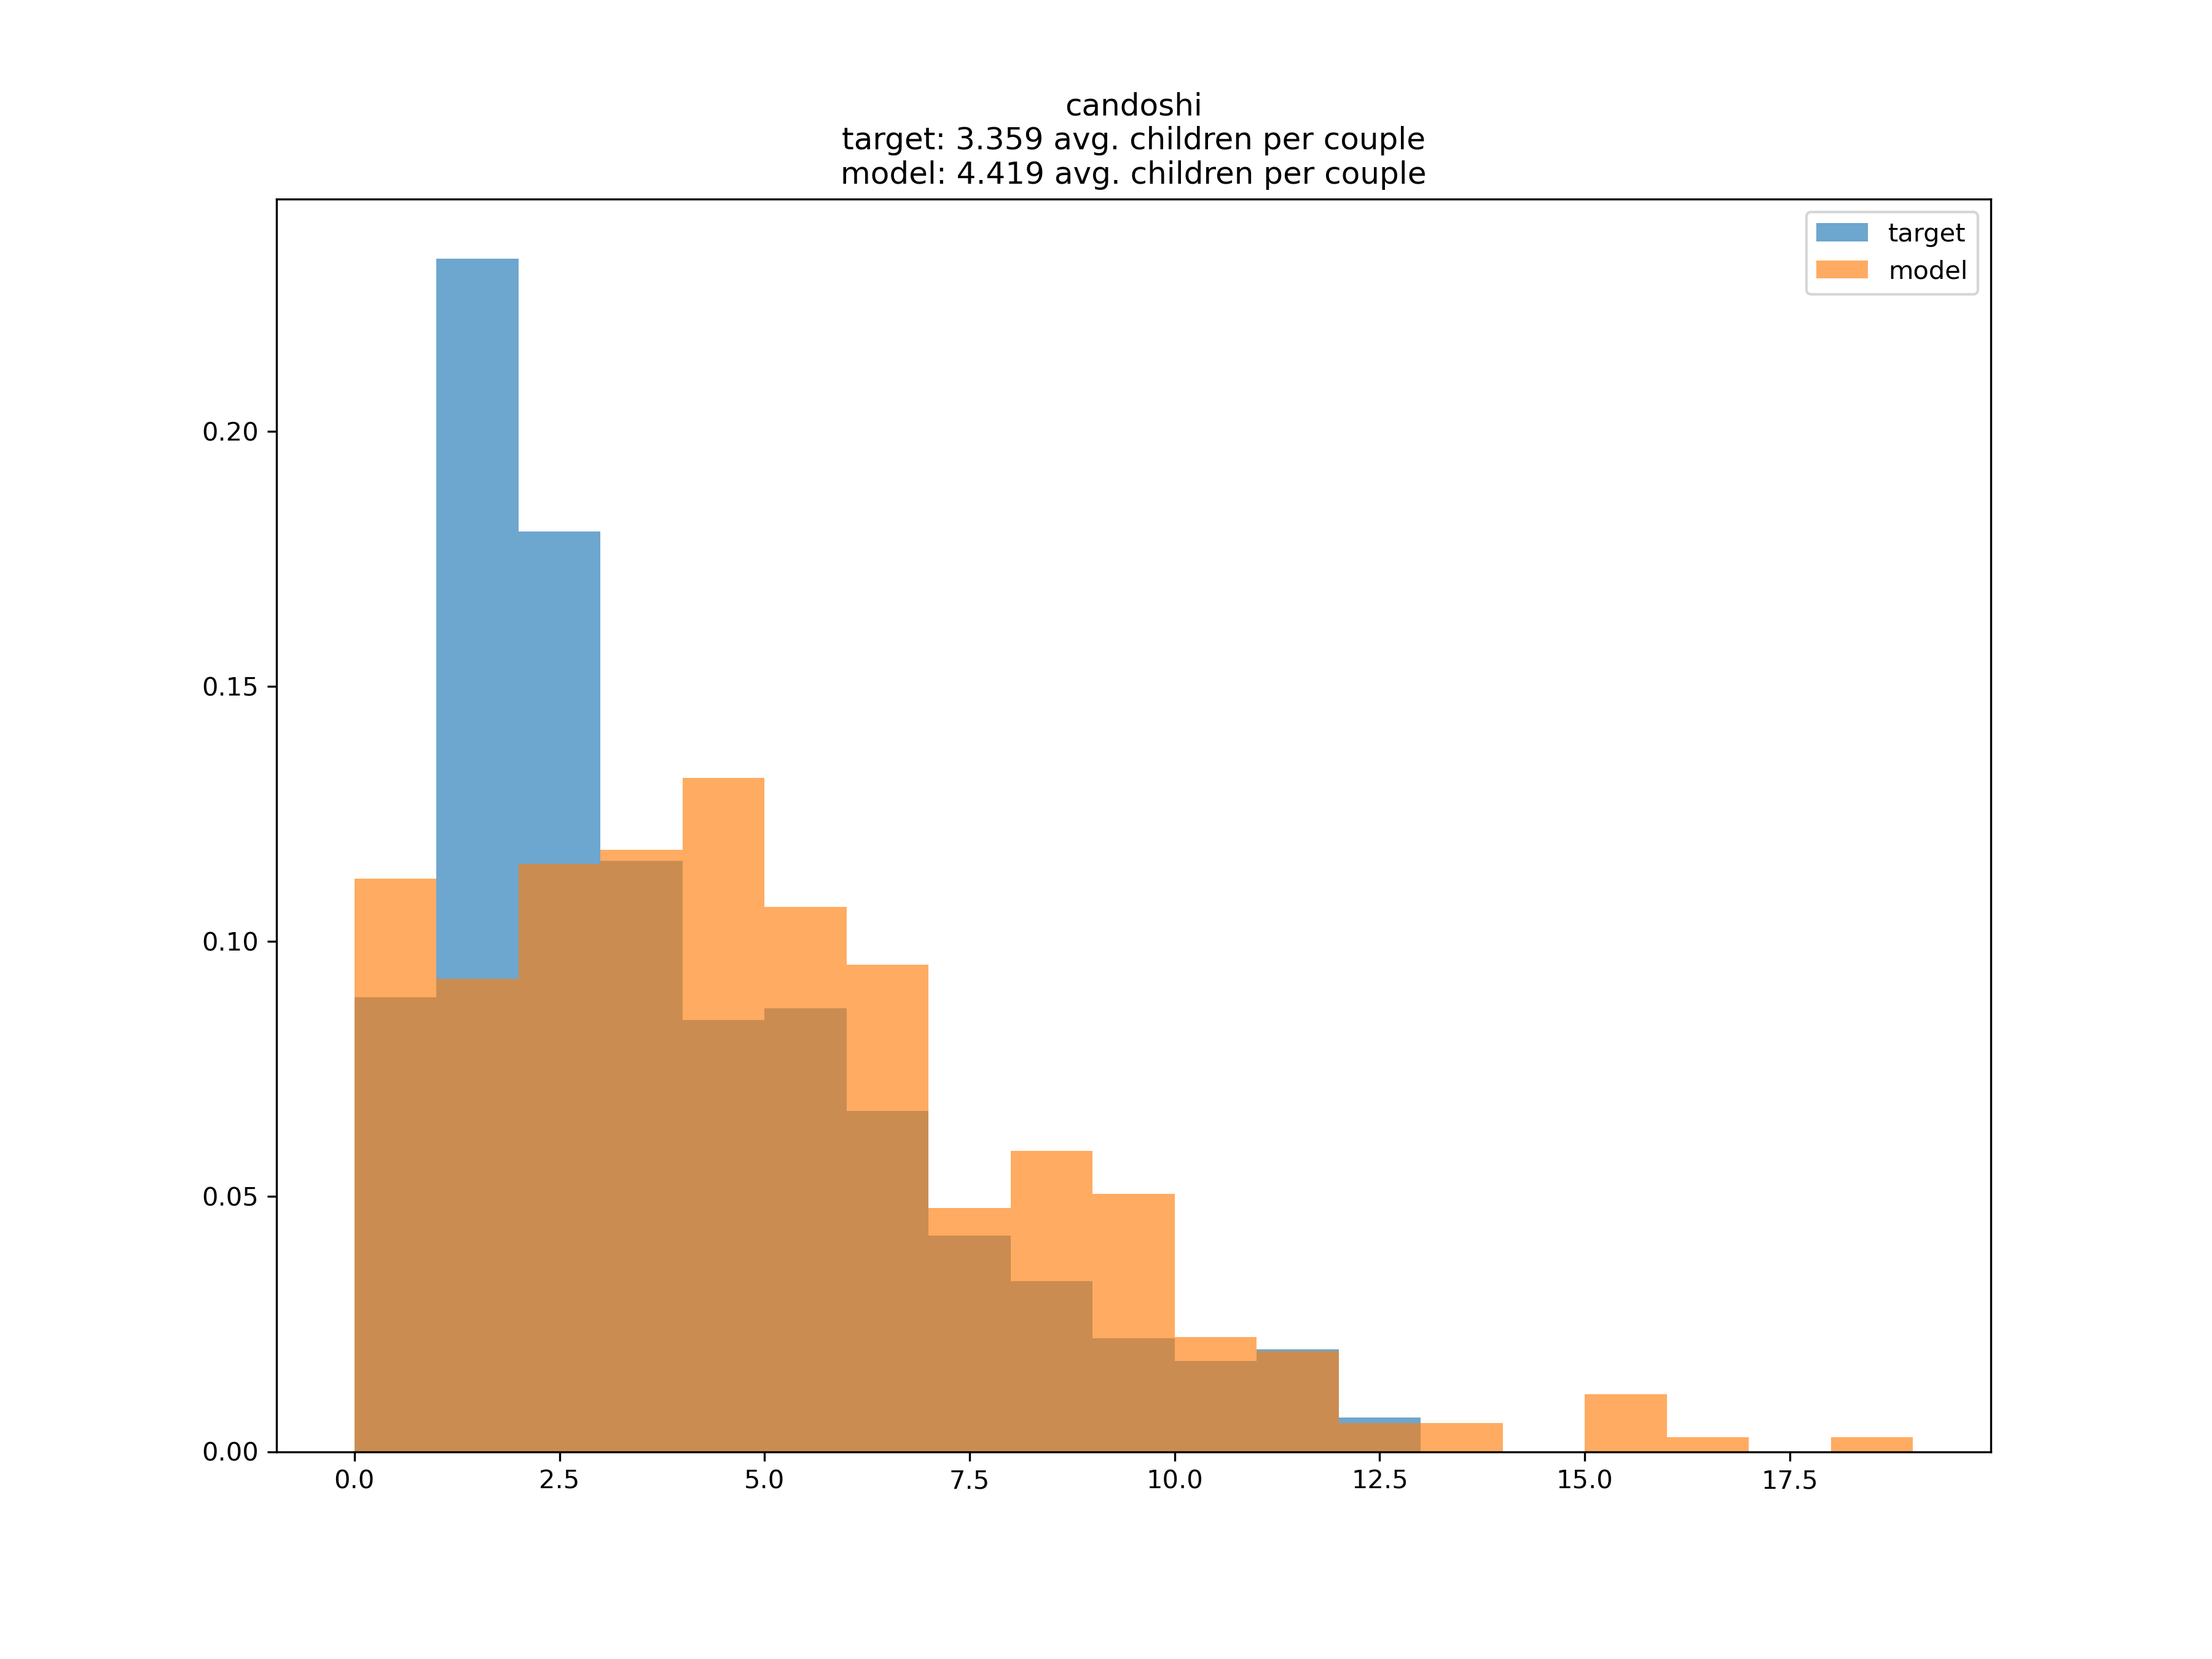 candoshi
target: 3.359 avg. children per couple
model: 4.419 avg. children per couple
target
model
0.20
0.15
0.10
0.05
0.00
0.0 2.5 5.0 7.5 10.0 12.5 15.0 17.5